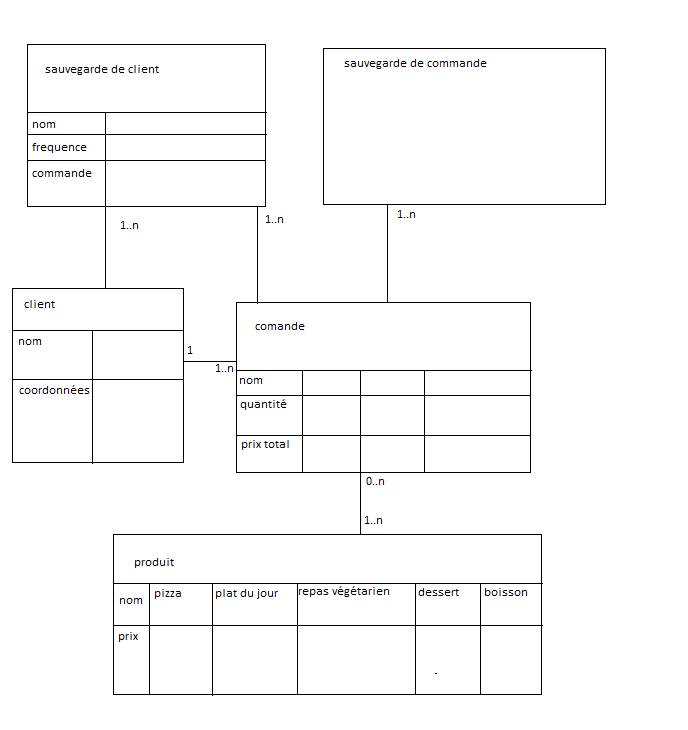 sauvegarde de client
nom
frequence
commande
sauvegarde de commande
1..n
1..n
1..n
client
nom
coordonnées
1
1..n
comande
nom
quantité
prix total
0..n
1..n
produit
nom
pizza
plat du jour
repas végétarien
dessert
boisson
prix